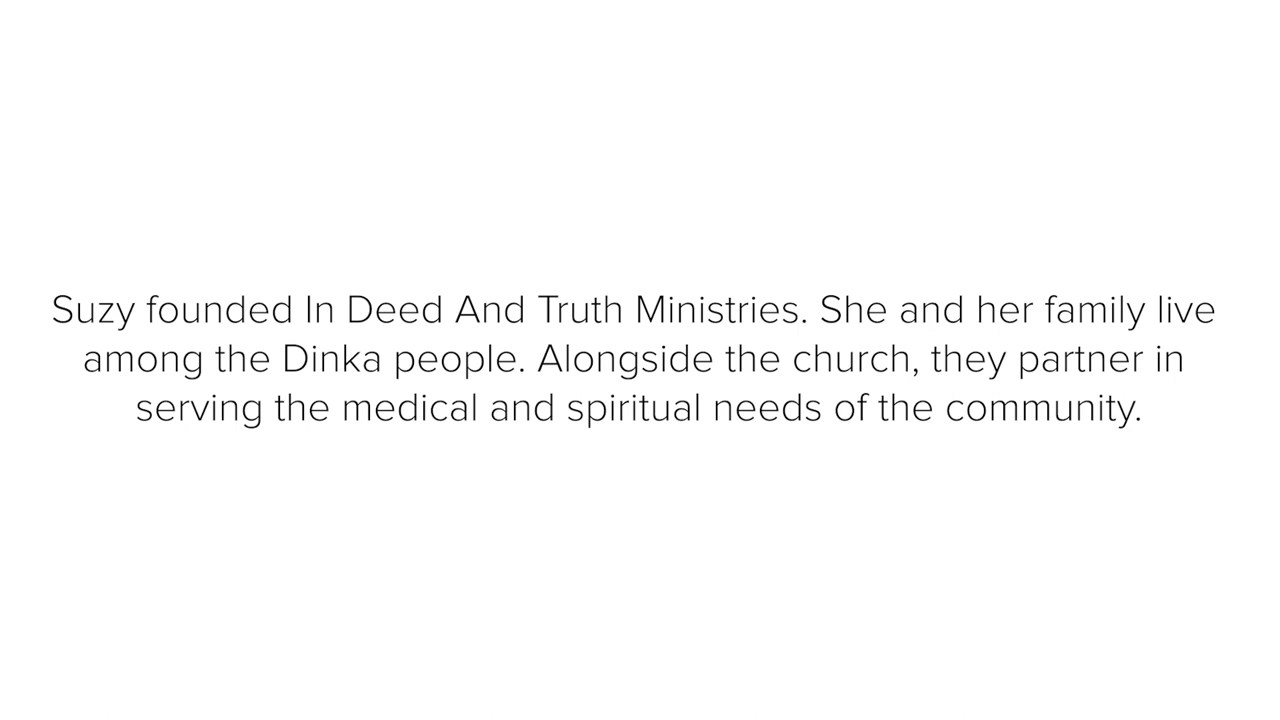 Suzy founded In Deed And Truth Ministries. She and her family live
among the Dinka people. Alongside the church, they partner in
serving the medical and spiritual needs of the community.